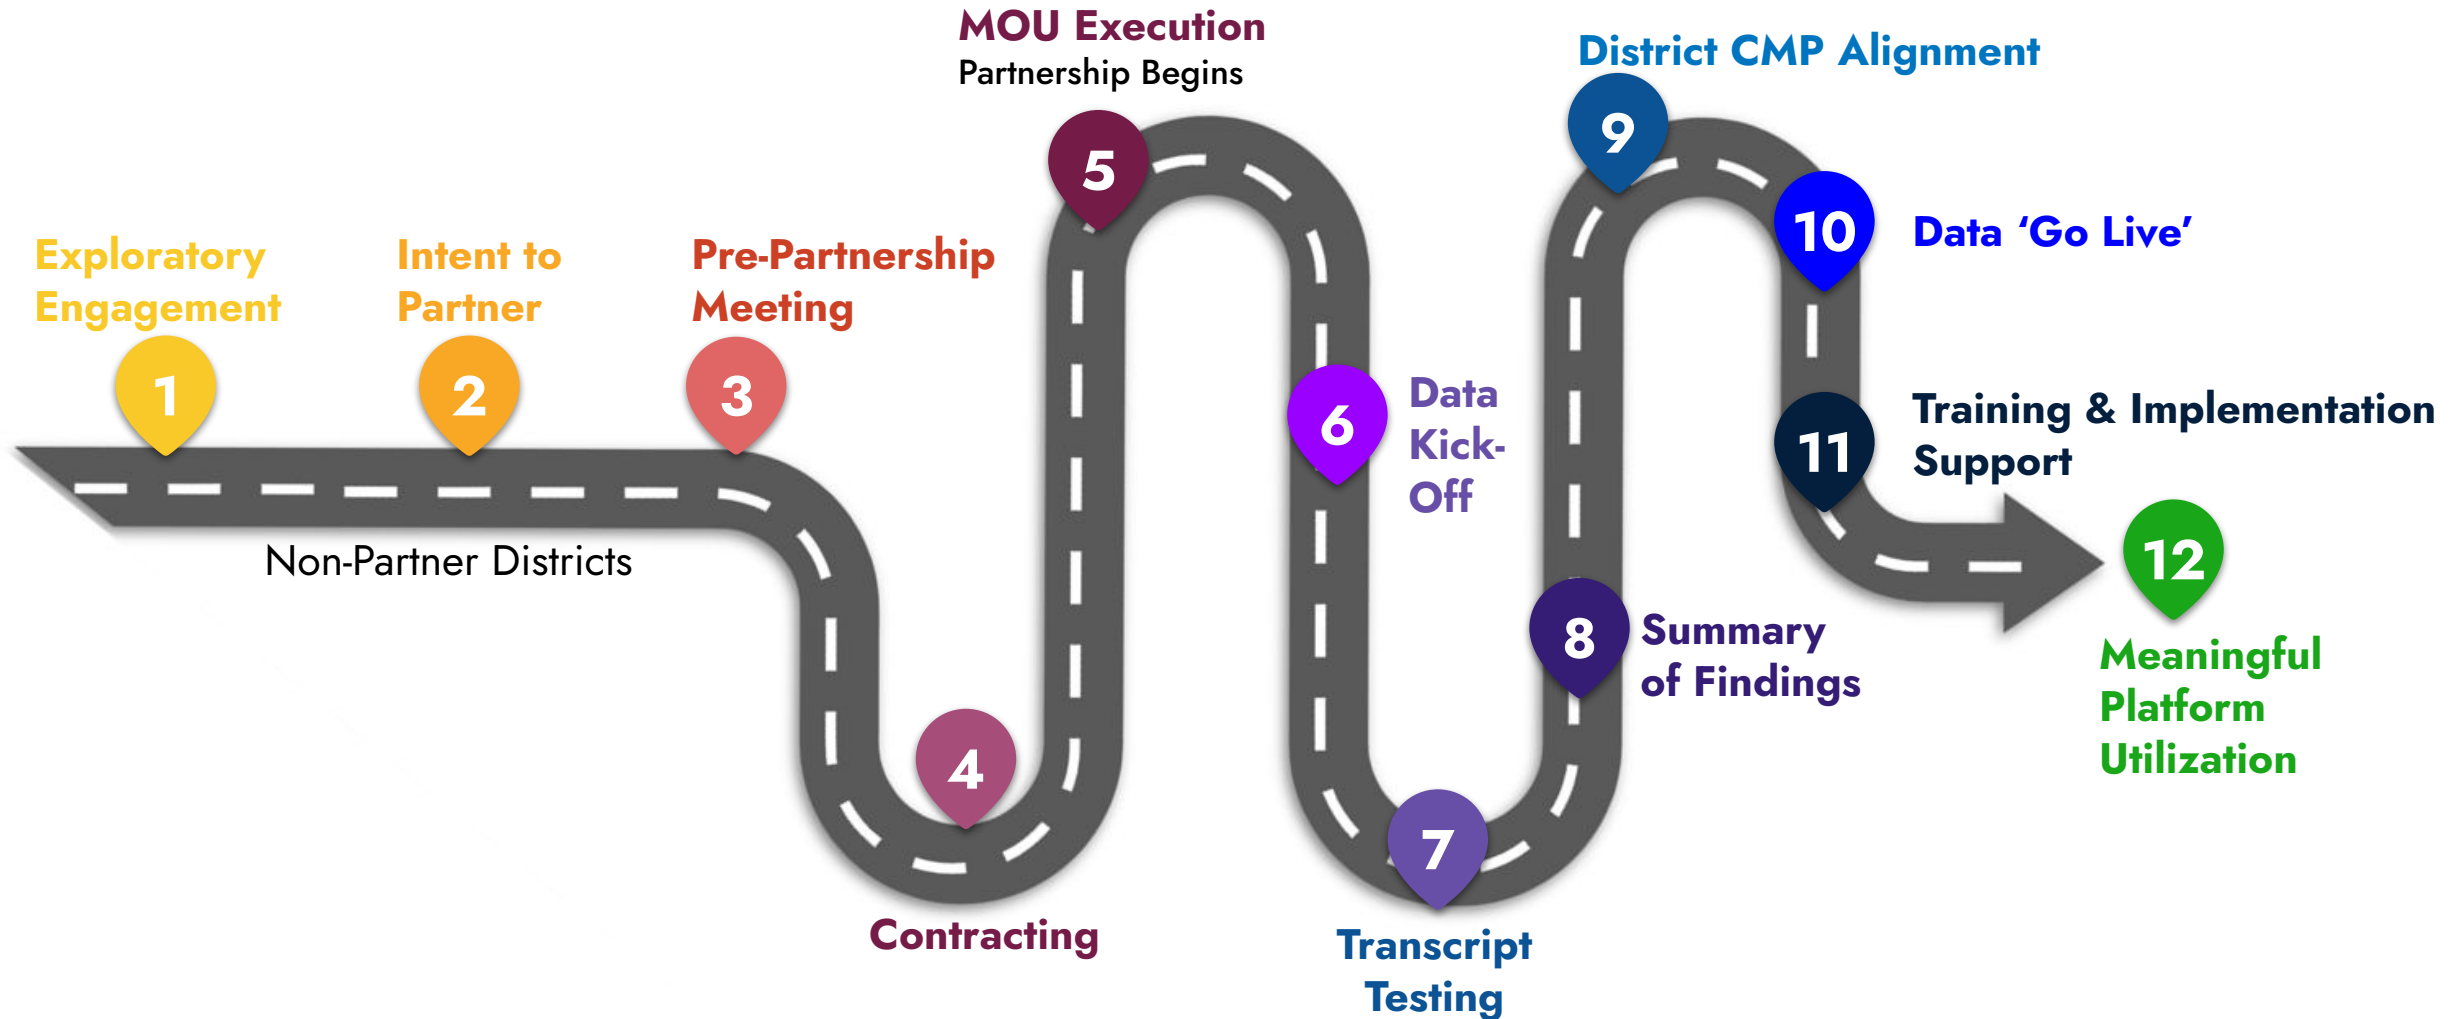 Exploratory
Engagement
1
Intent to
Partner
2
Pre-Partnership
Meeting
3
Non-Partner Districts
4
Contracting
MOU Execution
Partnership Begins
5
6
Data
Kick-
Off
7
Transcript
Testing
8
Summary
of Findings
District CMP Alignment
9
10
Data ‘Go Live’
11
Training & Implementation
Support
12
Meaningful
Platform
Utilization